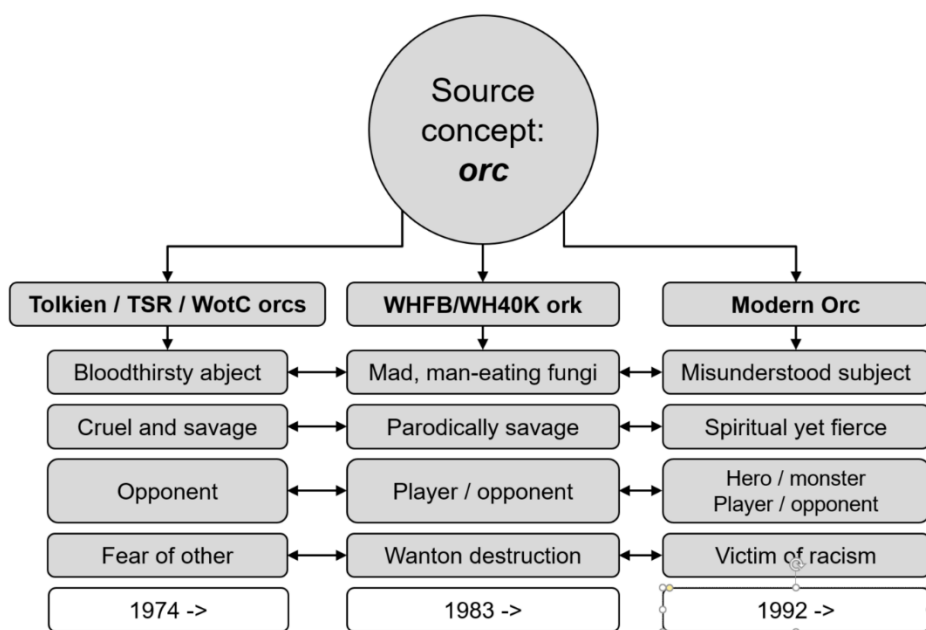 Source
concept:
orc
Tolkien / TSR / WotC orcs
WHFB/WH40K ork
Modern Orc
Bloodthirsty abject
Mad, man-eating fungi
Misunderstood subject
Cruel and savage
Parodically savage
Spiritual yet fierce
Opponent
Player / opponent
Hero / monster
Player / opponent
Fear of other
Wanton destruction
Victim of racism
1974 ->
1983 ->
1992 ->